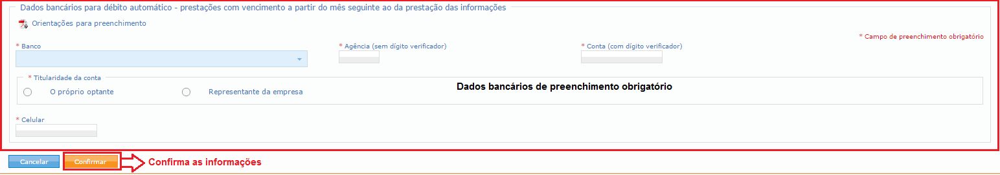 Dados bancários para débito automático - prestações com vencimento a partir do mês seguinte ao da prestação das informações
Orientações para preenchimento
* Campo de preenchimento obrigatório
* Banco * Agência (sem dígito verificador) * Conta (com dígito verificador)
* Titularidade da conta
O próprio optante Representante da empresa Dados bancários de preenchimento obrigatório
* Celular
Cancelar Confirmar Confirma as informações